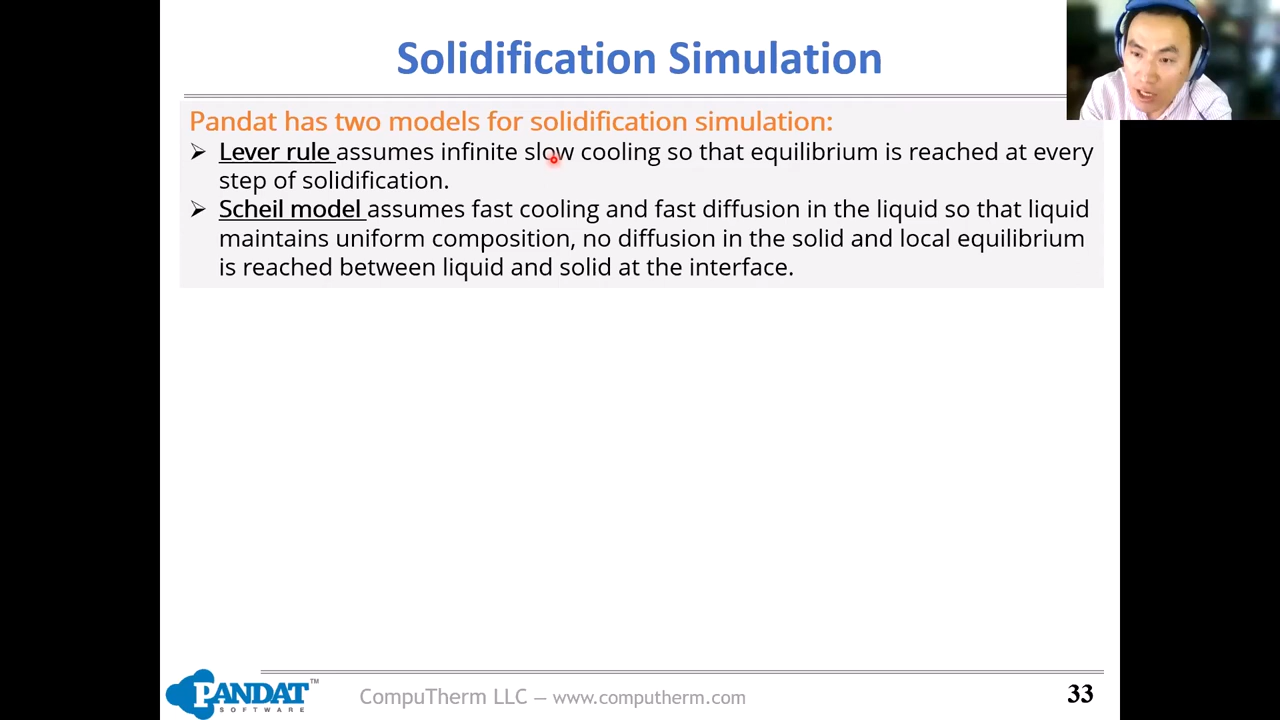 Solidification Simulation
Pandat has two models for solidification simulation:
➢ Lever rule assumes infinite slow cooling so that equilibrium is reached at every
step of solidification.
➢ Scheil model assumes fast cooling and fast diffusion in the liquid so that liquid
maintains uniform composition, no diffusion in the solid and local equilibrium
is reached between liquid and solid at the interface.
PANDAT™
SOFTWARE
CompuTherm LLC – www.computherm.com
33